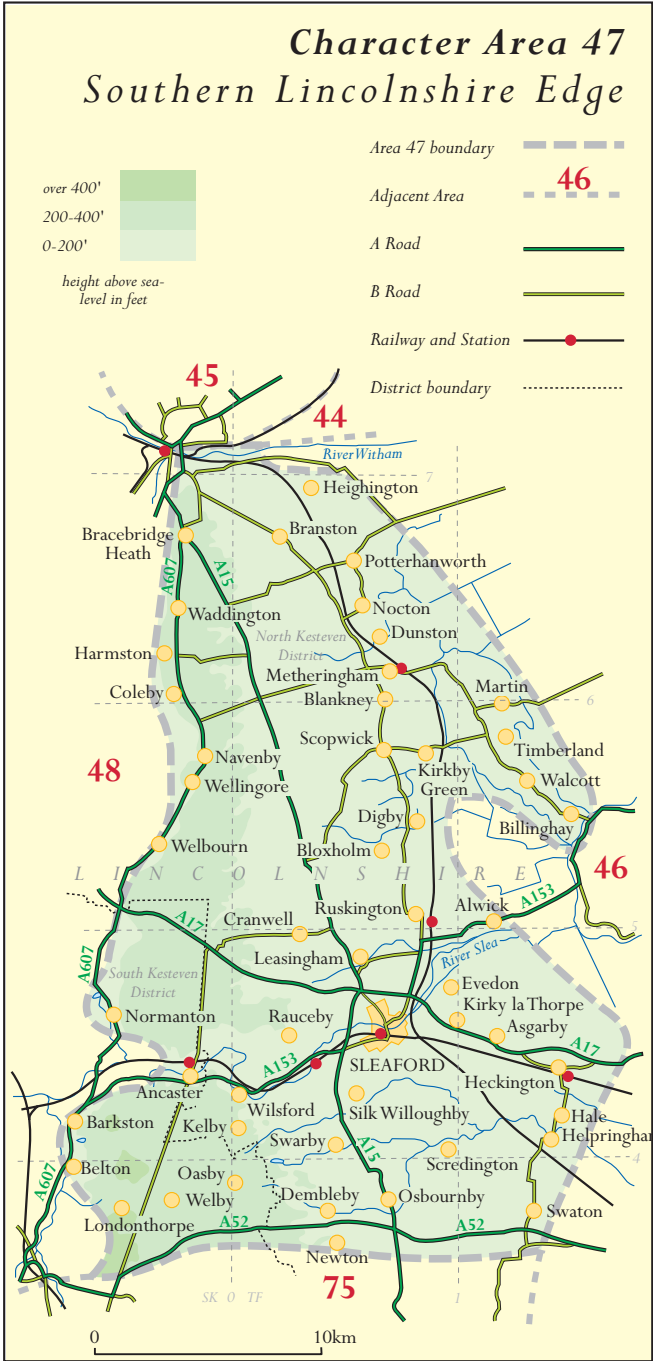 Character Area 47
Southern Lincolnshire Edge
Area 47 boundary
46
Adjacent Area
A Road
B Road
Railway and Station
District boundary
over 400'
200-400'
0-200'
height above sea-
level in feet
45
44
River Witham
7
Heighington
Bracebridge
Heath
Branston
A607
A15
Potterhanworth
Waddington
Nocton
North Kesteven
District
Dunston
Harmston
Metheringham
Coleby
Blankney
Martin
6
Scopwick
48
Navenby
Timberland
Kirkby
Green
Wellingore
Walcott
Digby
Billinghay
Welbourn
Bloxholm
LINCOLNSHIRE
46
A153
A17
Cranwell
Ruskington
Alwick
5
Leasingham
River Slea
A607
South Kesteven
District
Evedon
Normanton
Rauceby
Kirky la Thorpe
Asgarby
A17
A153
SLEAFORD
Heckington
Ancaster
Wilsford
Silk Willoughby
Hale
Barkston
Kelby
Swarby
A15
Helpringham
Scredington
4
Belton
A607
Oasby
Welby
Dembleby
Osbournby
Londonthorpe
A52
A52
Swaton
Newton
75
SK 0 TF
1
0
10km